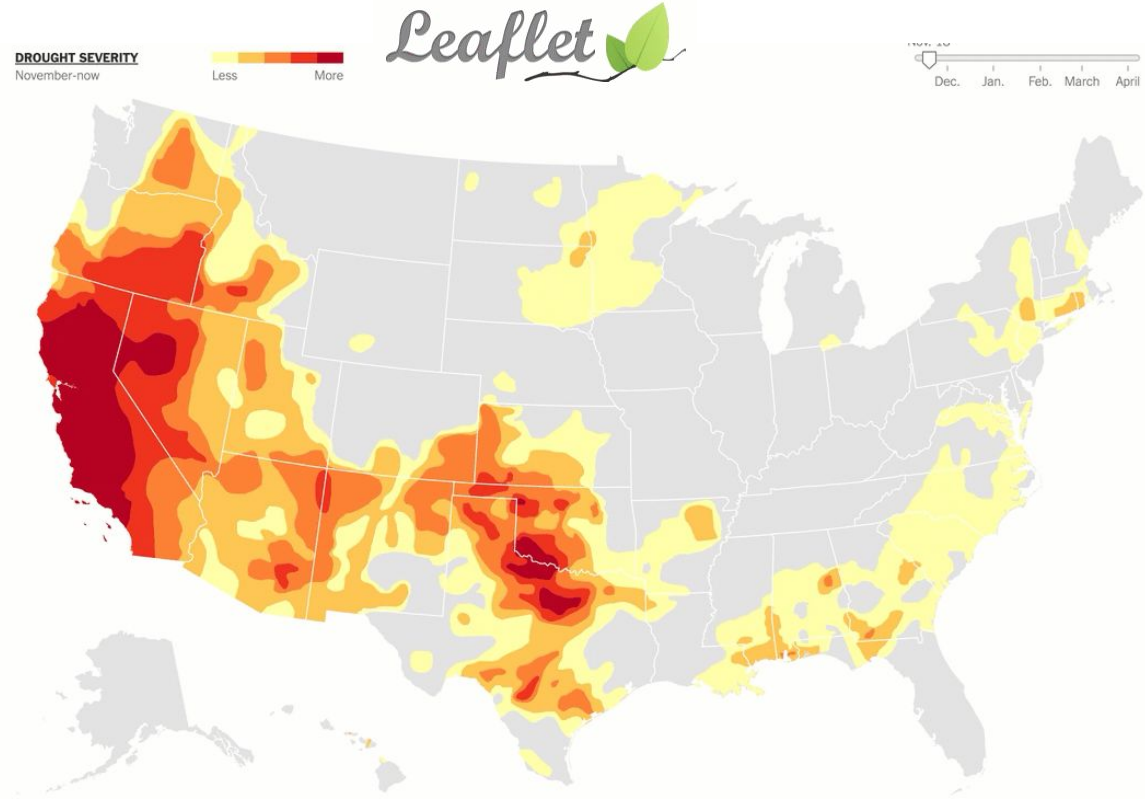 Leaflet
DROUGHT SEVERITY
November-now
Less More
Dec. Jan. Feb. March April